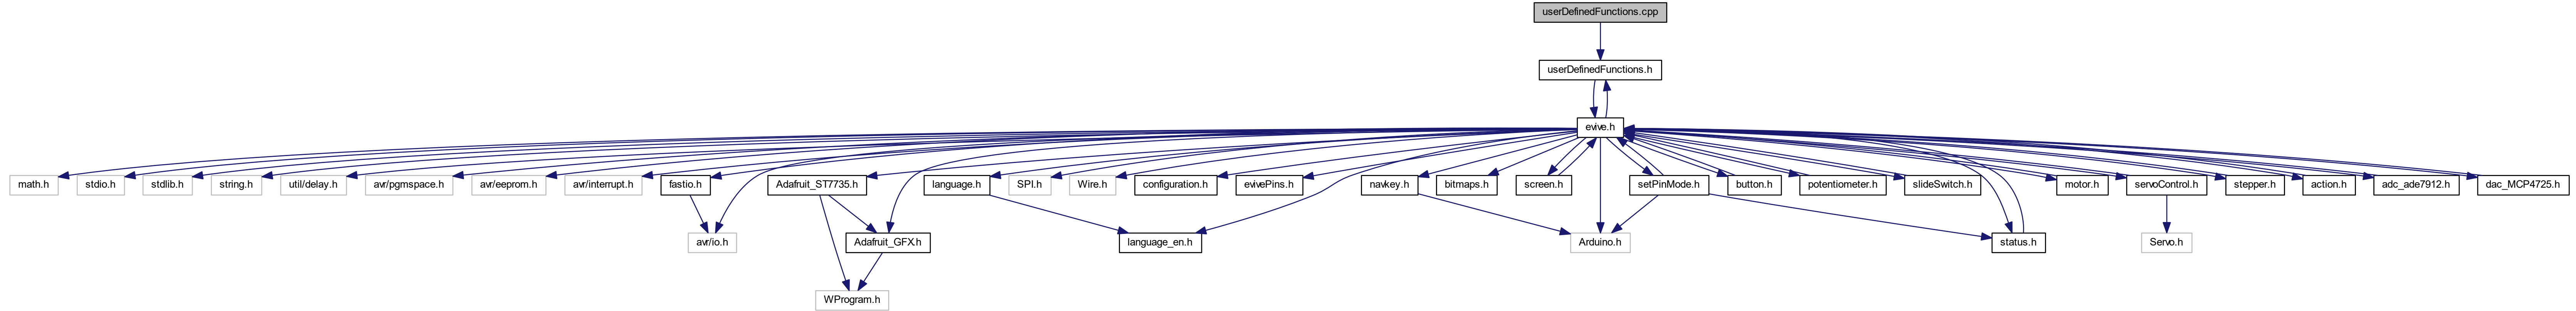 userDefinedFunctions.cpp
userDefinedFunctions.h
evive.h
math.h
stdio.h
stdlib.h
string.h
util/delay.h
avr/pgmspace.h
avr/eeprom.h
avr/interrupt.h
fastio.h
Adafruit_ST7735.h
language.h
SPI.h
Wire.h
configuration.h
evivePins.h
navkey.h
bitmaps.h
screen.h
setPinMode.h
button.h
potentiometer.h
slideSwitch.h
motor.h
servoControl.h
stepper.h
action.h
adc_ade7912.h
dac_MCP4725.h
avr/io.h
Adafruit_GFX.h
language_en.h
Arduino.h
status.h
Servo.h
WProgram.h